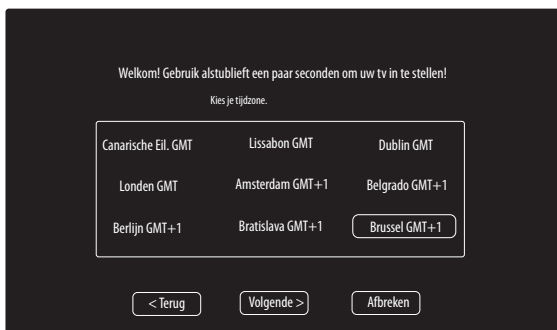 Welkom! Gebruik alstublieft een paar seconden om uw tv in te stellen!
Kies je tijdzone.
Canarische Eil. GMT Lissabon GMT Dublin GMT
Londen GMT Amsterdam GMT+1 Belgrado GMT+1
Berlijn GMT+1 Bratislava GMT+1 Brussel GMT+1
< Terug Volgende > Afbreken